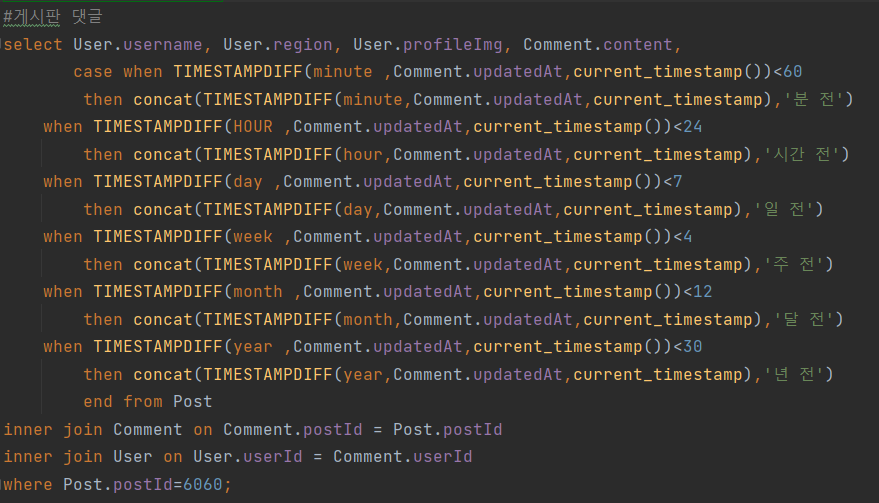 #게시판 댓글
select User.username, User.region, User.profileImg, Comment.content,
case when TIMESTAMPDIFF(minute ,Comment.updatedAt,current_timestamp())<60
then concat(TIMESTAMPDIFF(minute,Comment.updatedAt,current_timestamp),'분 전')
when TIMESTAMPDIFF(HOUR ,Comment.updatedAt,current_timestamp())<24
then concat(TIMESTAMPDIFF(hour,Comment.updatedAt,current_timestamp),'시간 전')
when TIMESTAMPDIFF(day ,Comment.updatedAt,current_timestamp())<7
then concat(TIMESTAMPDIFF(day,Comment.updatedAt,current_timestamp),'일 전')
when TIMESTAMPDIFF(week ,Comment.updatedAt,current_timestamp())<4
then concat(TIMESTAMPDIFF(week,Comment.updatedAt,current_timestamp),'주 전')
when TIMESTAMPDIFF(month ,Comment.updatedAt,current_timestamp())<12
then concat(TIMESTAMPDIFF(month,Comment.updatedAt,current_timestamp),'달 전')
when TIMESTAMPDIFF(year ,Comment.updatedAt,current_timestamp())<30
then concat(TIMESTAMPDIFF(year,Comment.updatedAt,current_timestamp),'년 전')
end from Post
inner join Comment on Comment.postId = Post.postId
inner join User on User.userId = Comment.userId
where Post.postId=6060;